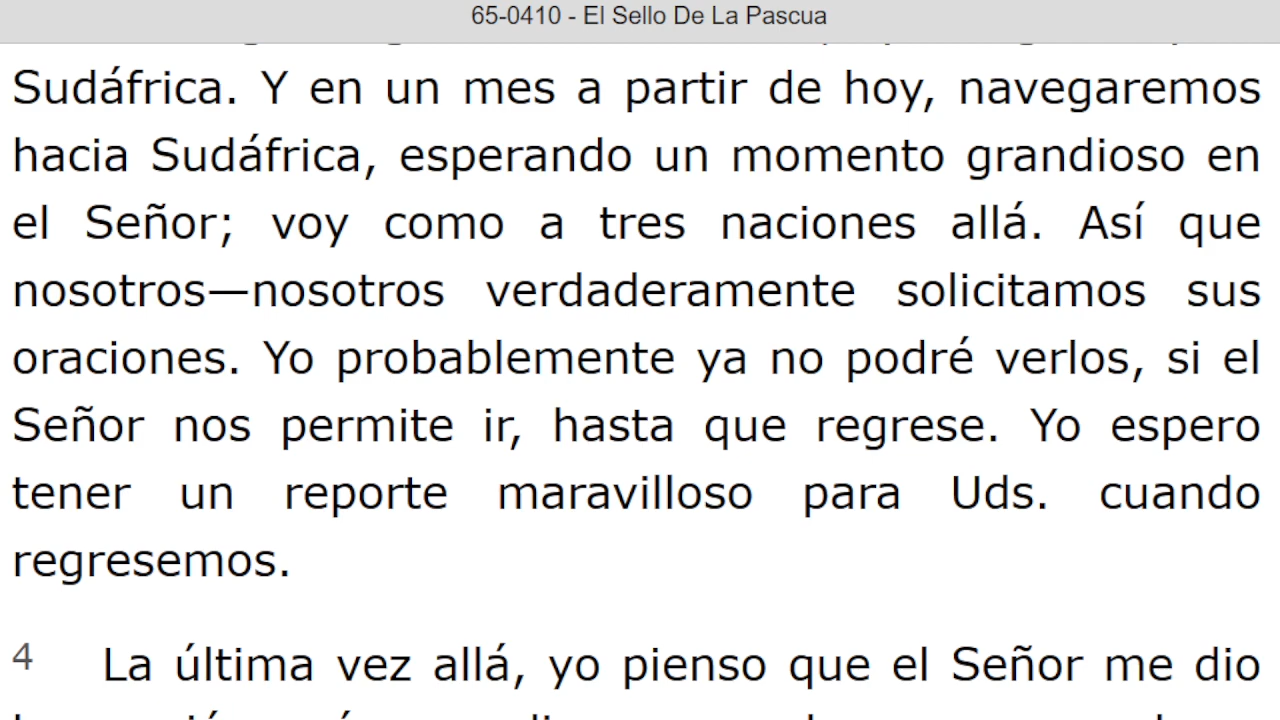 65-0410 - El Sello De La Pascua
Sudáfrica. Y en un mes a partir de hoy, navegaremos
hacia Sudáfrica, esperando un momento grandioso en
el Señor; voy como a tres naciones allá. Así que
nosotros—nosotros verdaderamente solicitamos sus
oraciones. Yo probablemente ya no podré verlos, si el
Señor nos permite ir, hasta que regrese. Yo espero
tener un reporte maravilloso para Uds. cuando
regresemos.
4 La última vez allá, yo pienso que el Señor me dio